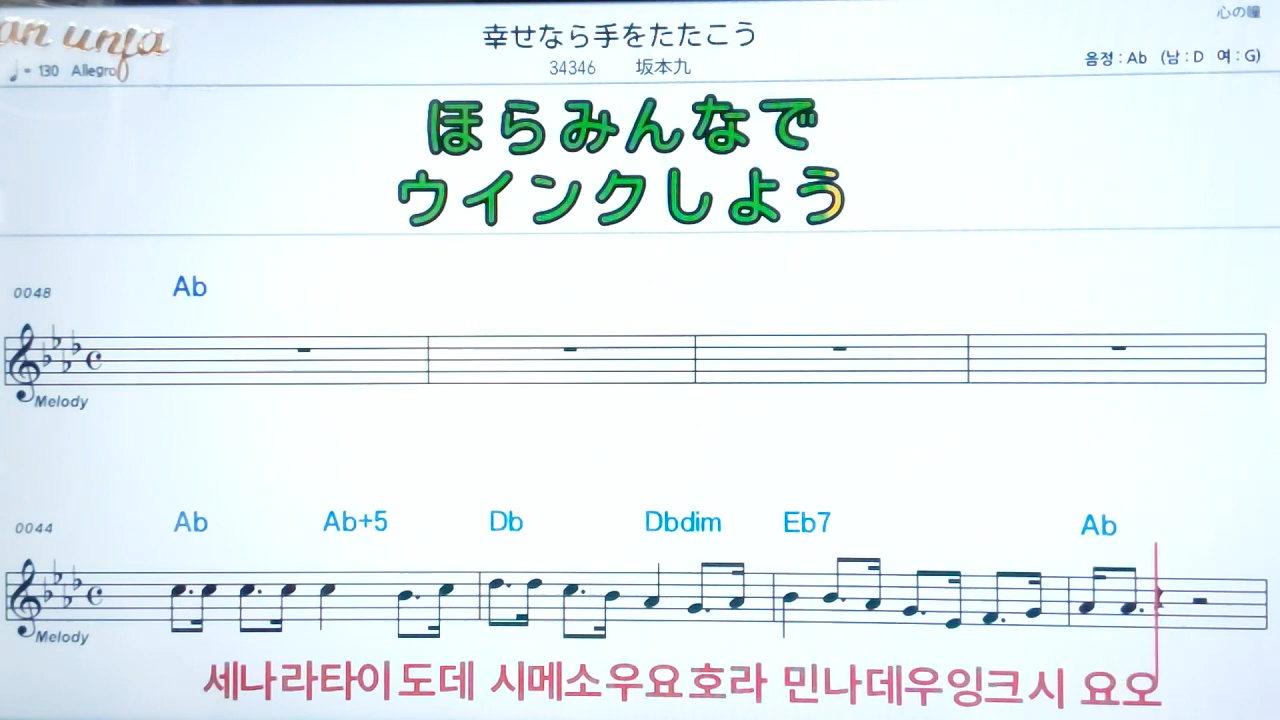 心の瞳
an unfa
幸せなら手をたたこう
♩= 130 Allegro
34346 坂本九
음정 : Ab (남 : D 여 : G)
ほらみんなで
ウインクしよう
0048
Ab
Melody
0044
Ab Ab+5 Db Dbdim Eb7 Ab
Melody
세나라타이도데 시메소우요호라 민나데우잉크시 요오